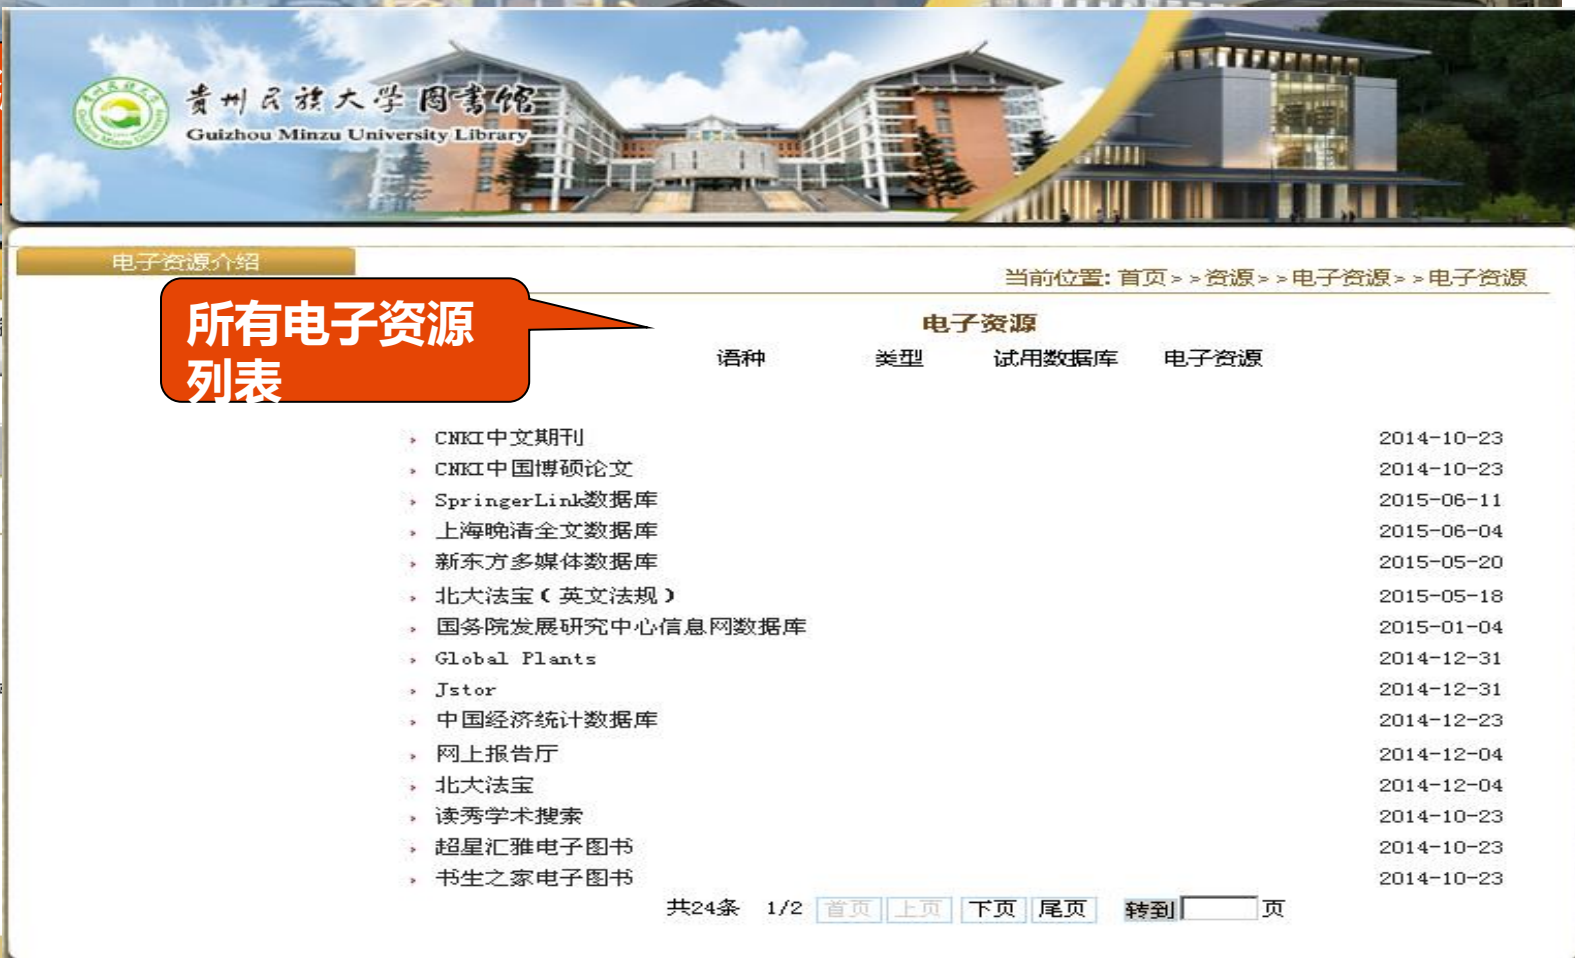 贵州民族大学图书馆
Guizhou Minzu University Library
电子资源介绍
当前位置: 首页>>资源>>电子资源>>电子资源
所有电子资源
列表
电子资源
语种 类型 试用数据库 电子资源
CNKI中文期刊 2014-10-23
CNKI中国博硕论文 2014-10-23
SpringerLink数据库 2015-06-11
上海晚清全文数据库 2015-06-04
新东方多媒体数据库 2015-05-20
北大法宝(英文法规) 2015-05-18
国务院发展研究中心信息网数据库 2015-01-04
Global Plants 2014-12-31
Jstor 2014-12-31
中国经济统计数据库 2014-12-23
网上报告厅 2014-12-04
北大法宝 2014-12-04
读秀学术搜索 2014-10-23
超星汇雅电子图书 2014-10-23
书生之家电子图书 2014-10-23
共24条 1/2 首页 上页 下页 尾页 转到 页